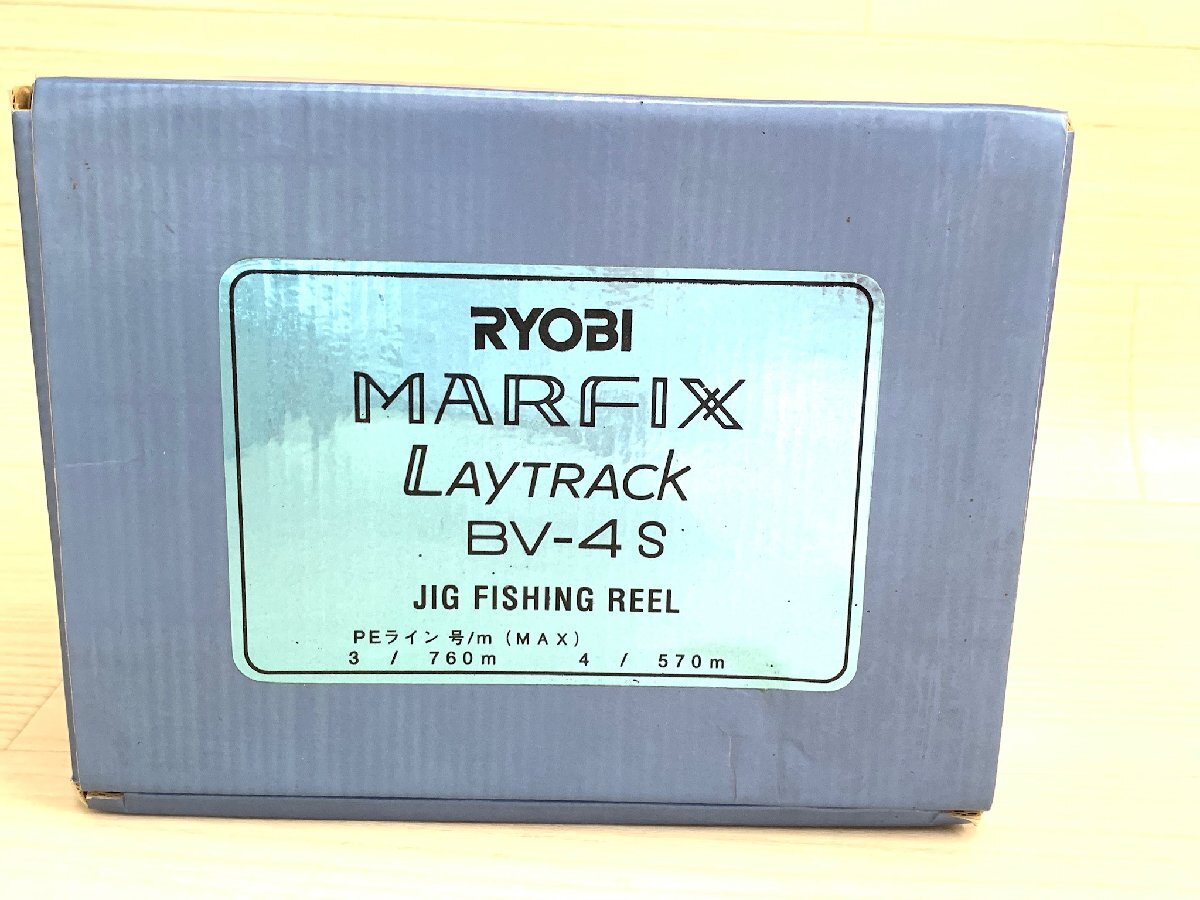 RYOBI
MARFIX
LAYTRACK
BV-4S
JIG FISHING REEL
PEライン 号/m (MAX)
3 / 760m 4 / 570m